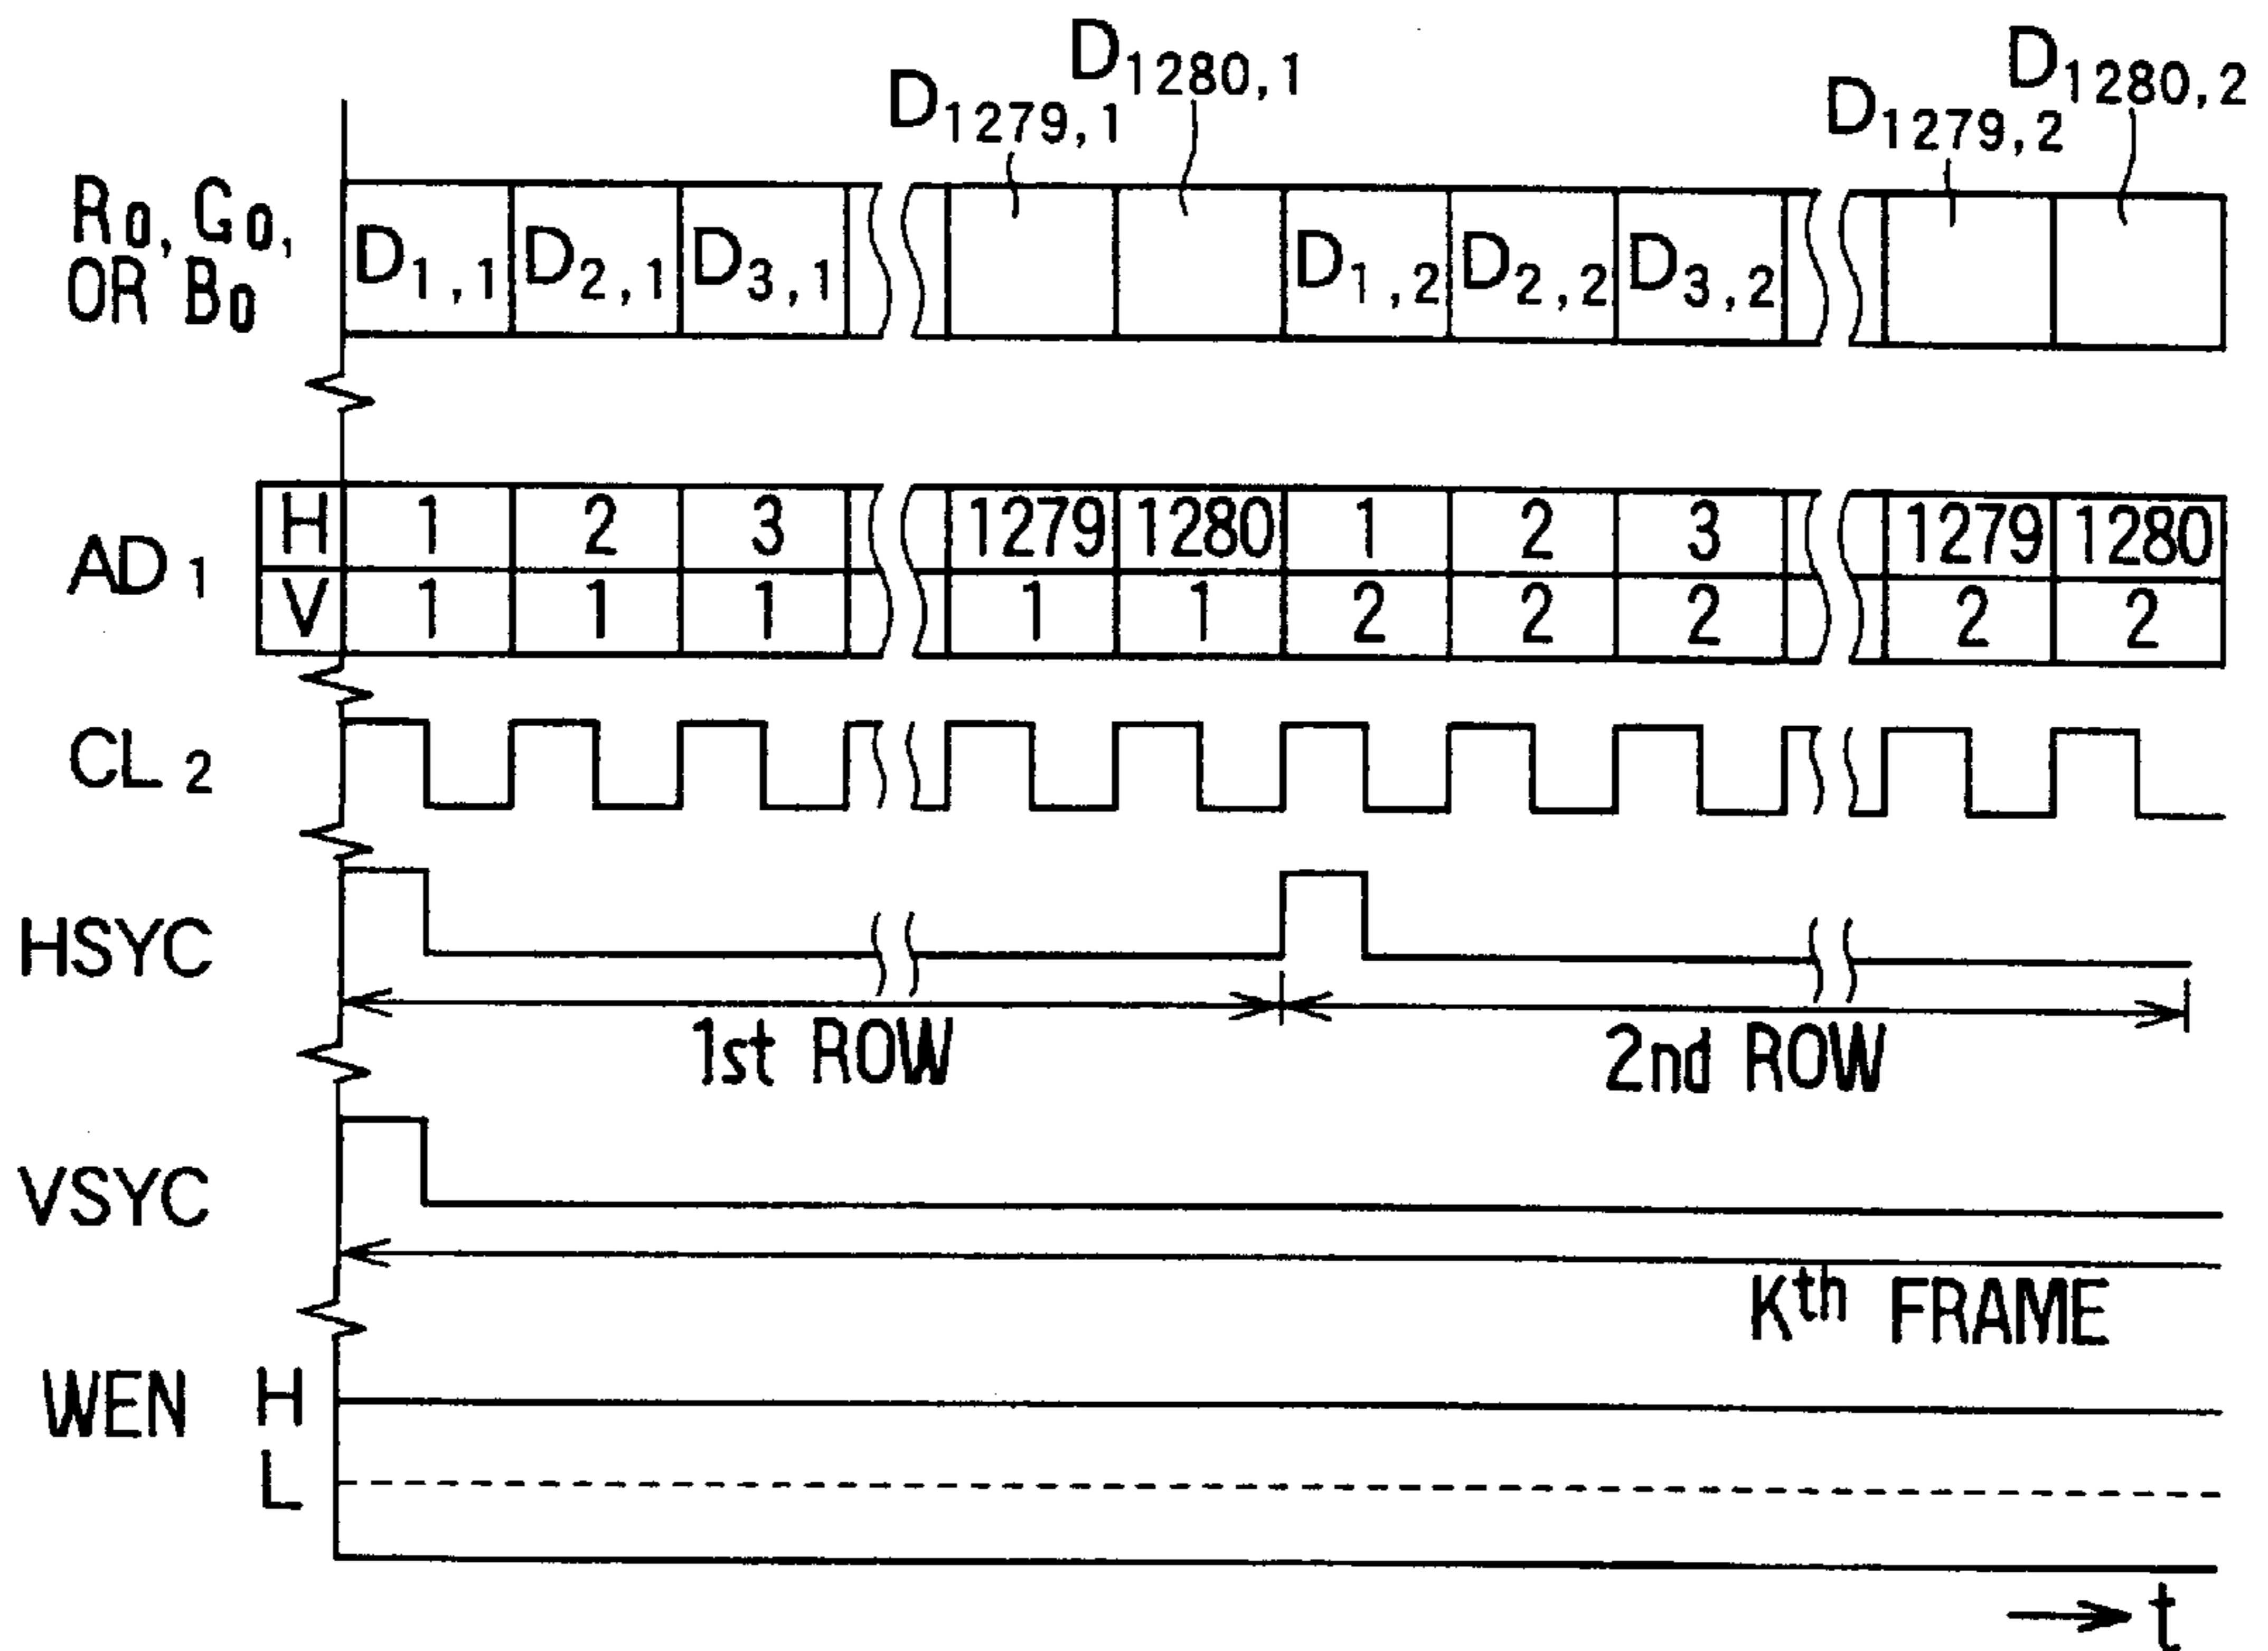 D1279,1 D1280,1 D1279,2 D1280,2
R0, G0,
OR B0
D1,1 D2,1 D3,1 D1,2 D2,2 D3,2
AD1
H 1 2 3 1279 1280 1 2 3 1279 1280
V 1 1 1 1 1 2 2 2 2 2
CL2
HSYC
1st ROW 2nd ROW
VSYC
Kth FRAME
WEN H
L
t